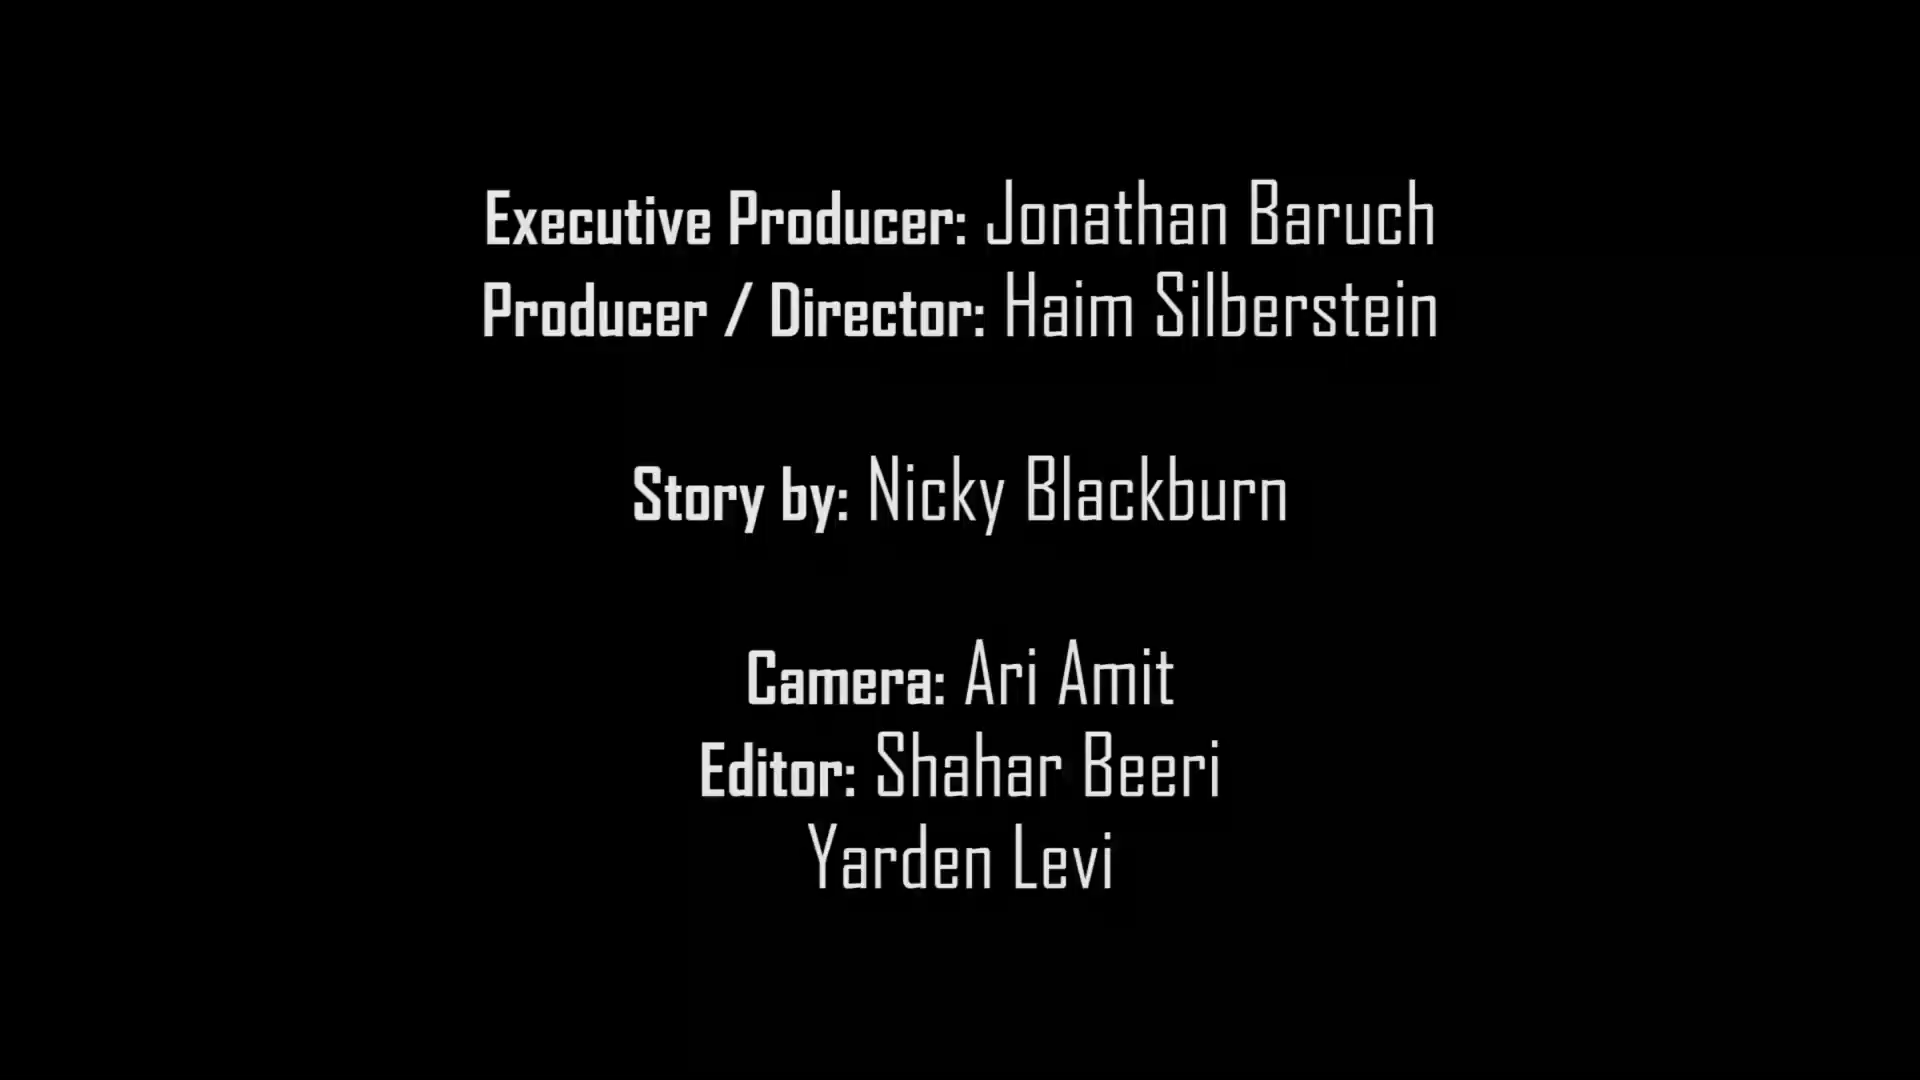 Executive Producer: Jonathan Baruch
Producer / Director: Haim Silberstein
Story by: Nicky Blackburn
Camera: Ari Amit
Editor: Shahar Beeri
Yarden Levi